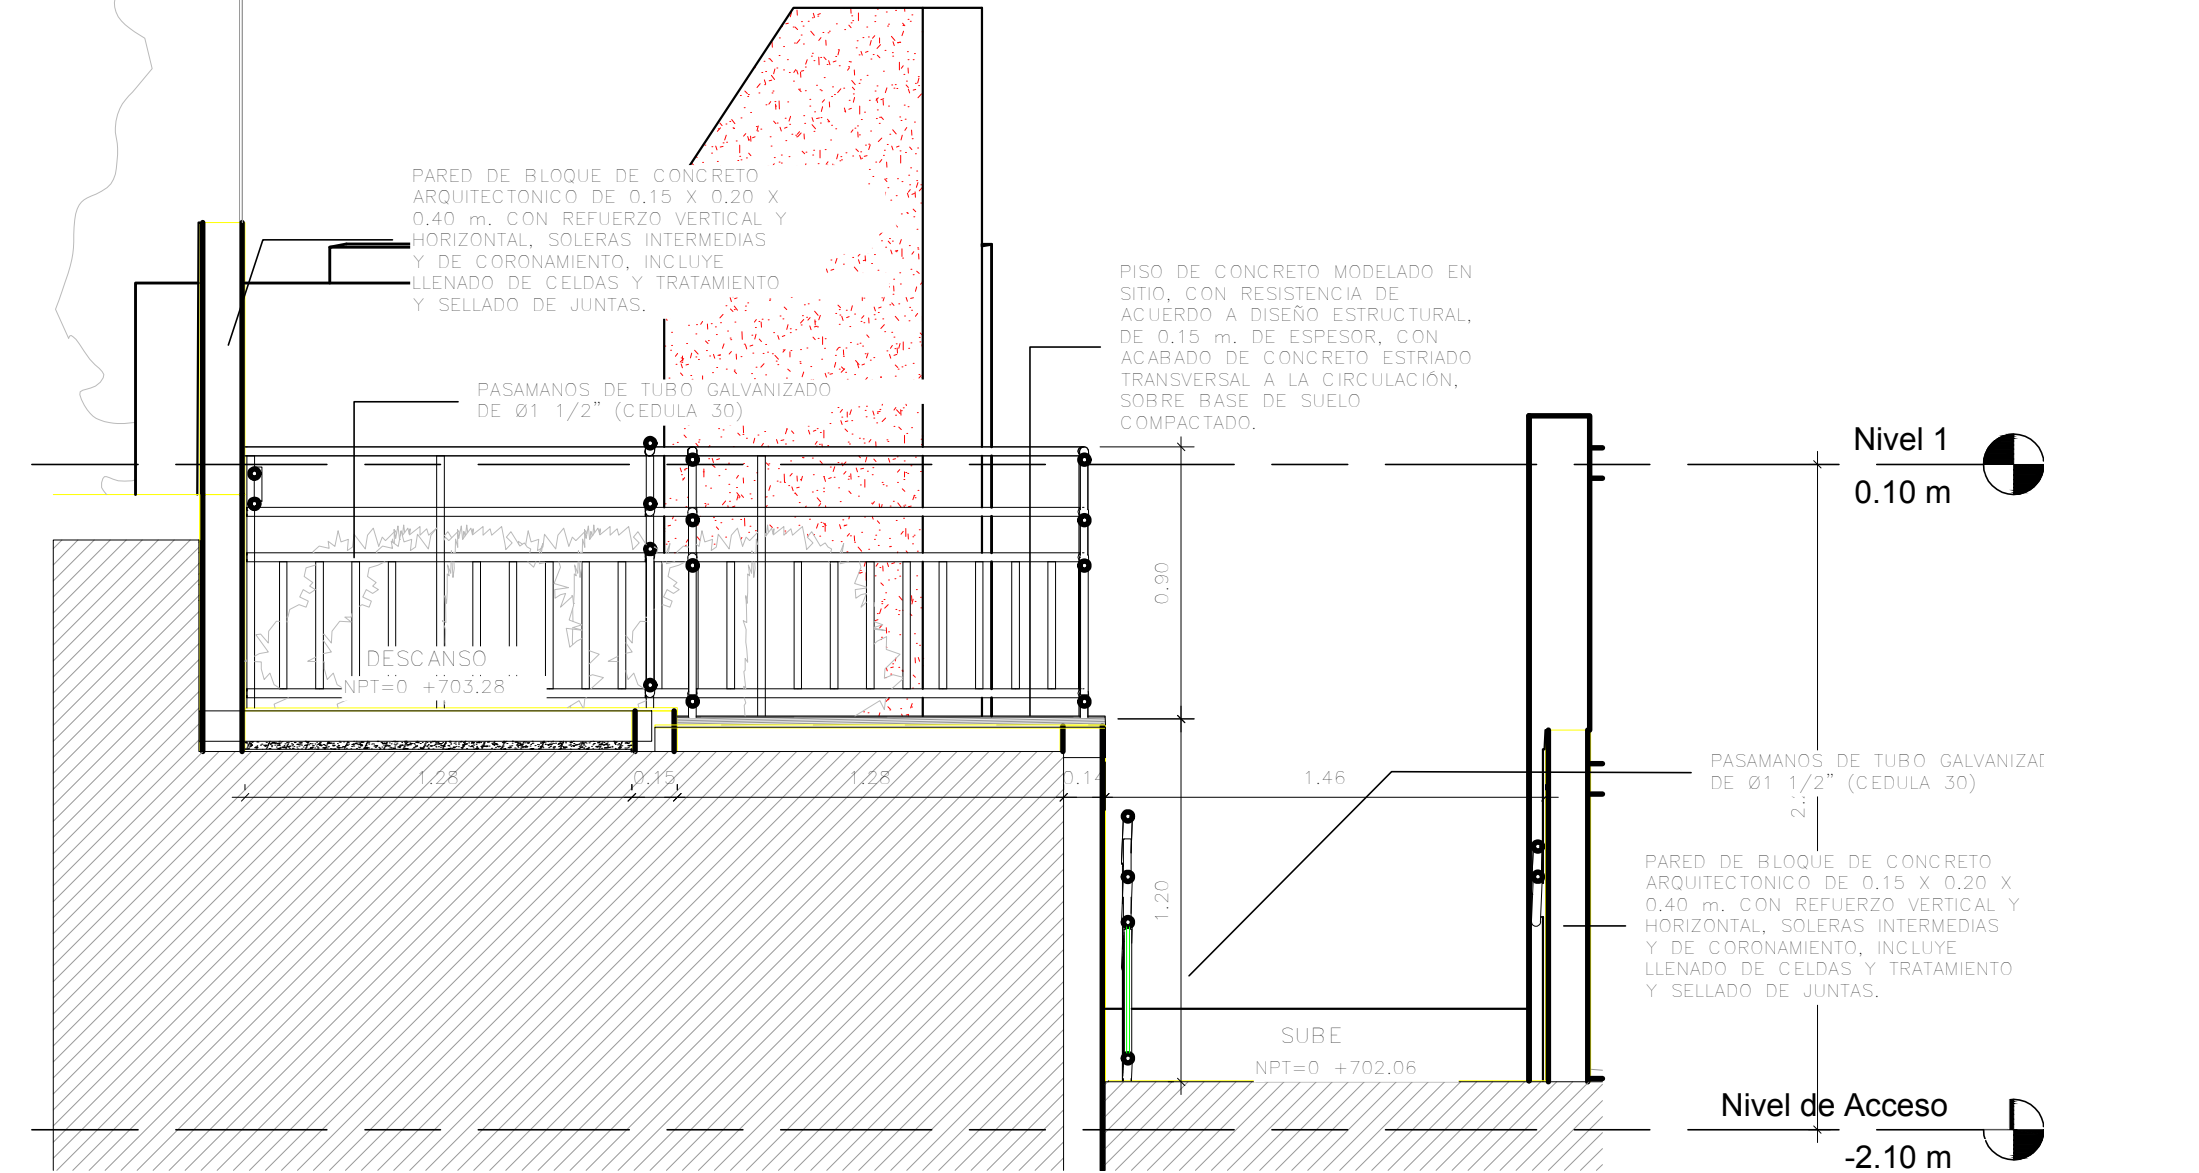 PARED DE BLOQUE DE CONCRETO
ARQUITECTONICO DE 0.15 X 0.20 X
0.40 m. CON REFUERZO VERTICAL Y
HORIZONTAL, SOLERAS INTERMEDIAS
Y DE CORONAMIENTO, INCLUYE
LLENADO DE CELDAS Y TRATAMIENTO
Y SELLADO DE JUNTAS.
PISO DE CONCRETO MODELADO EN
SITIO, CON RESISTENCIA DE
ACUERDO A DISEÑO ESTRUCTURAL,
DE 0.15 m. DE ESPESOR, CON
ACABADO DE CONCRETO ESTRIADO
TRANSVERSAL A LA CIRCULACIÓN,
SOBRE BASE DE SUELO
COMPACTADO.
PASAMANOS DE TUBO GALVANIZADO
DE Ø1 1/2" (CEDULA 30)
Nivel 1
0.10 m
0.90
DESCANSO
NPT=0 +703.28
1.28
0.15
1.28
0.14
1.46
PASAMANOS DE TUBO GALVANIZAD
DE Ø1 1/2" (CEDULA 30)
1.20
PARED DE BLOQUE DE CONCRETO
ARQUITECTONICO DE 0.15 X 0.20 X
0.40 m. CON REFUERZO VERTICAL Y
HORIZONTAL, SOLERAS INTERMEDIAS
Y DE CORONAMIENTO, INCLUYE
LLENADO DE CELDAS Y TRATAMIENTO
Y SELLADO DE JUNTAS.
SUBE
NPT=0 +702.06
Nivel de Acceso
-2.10 m